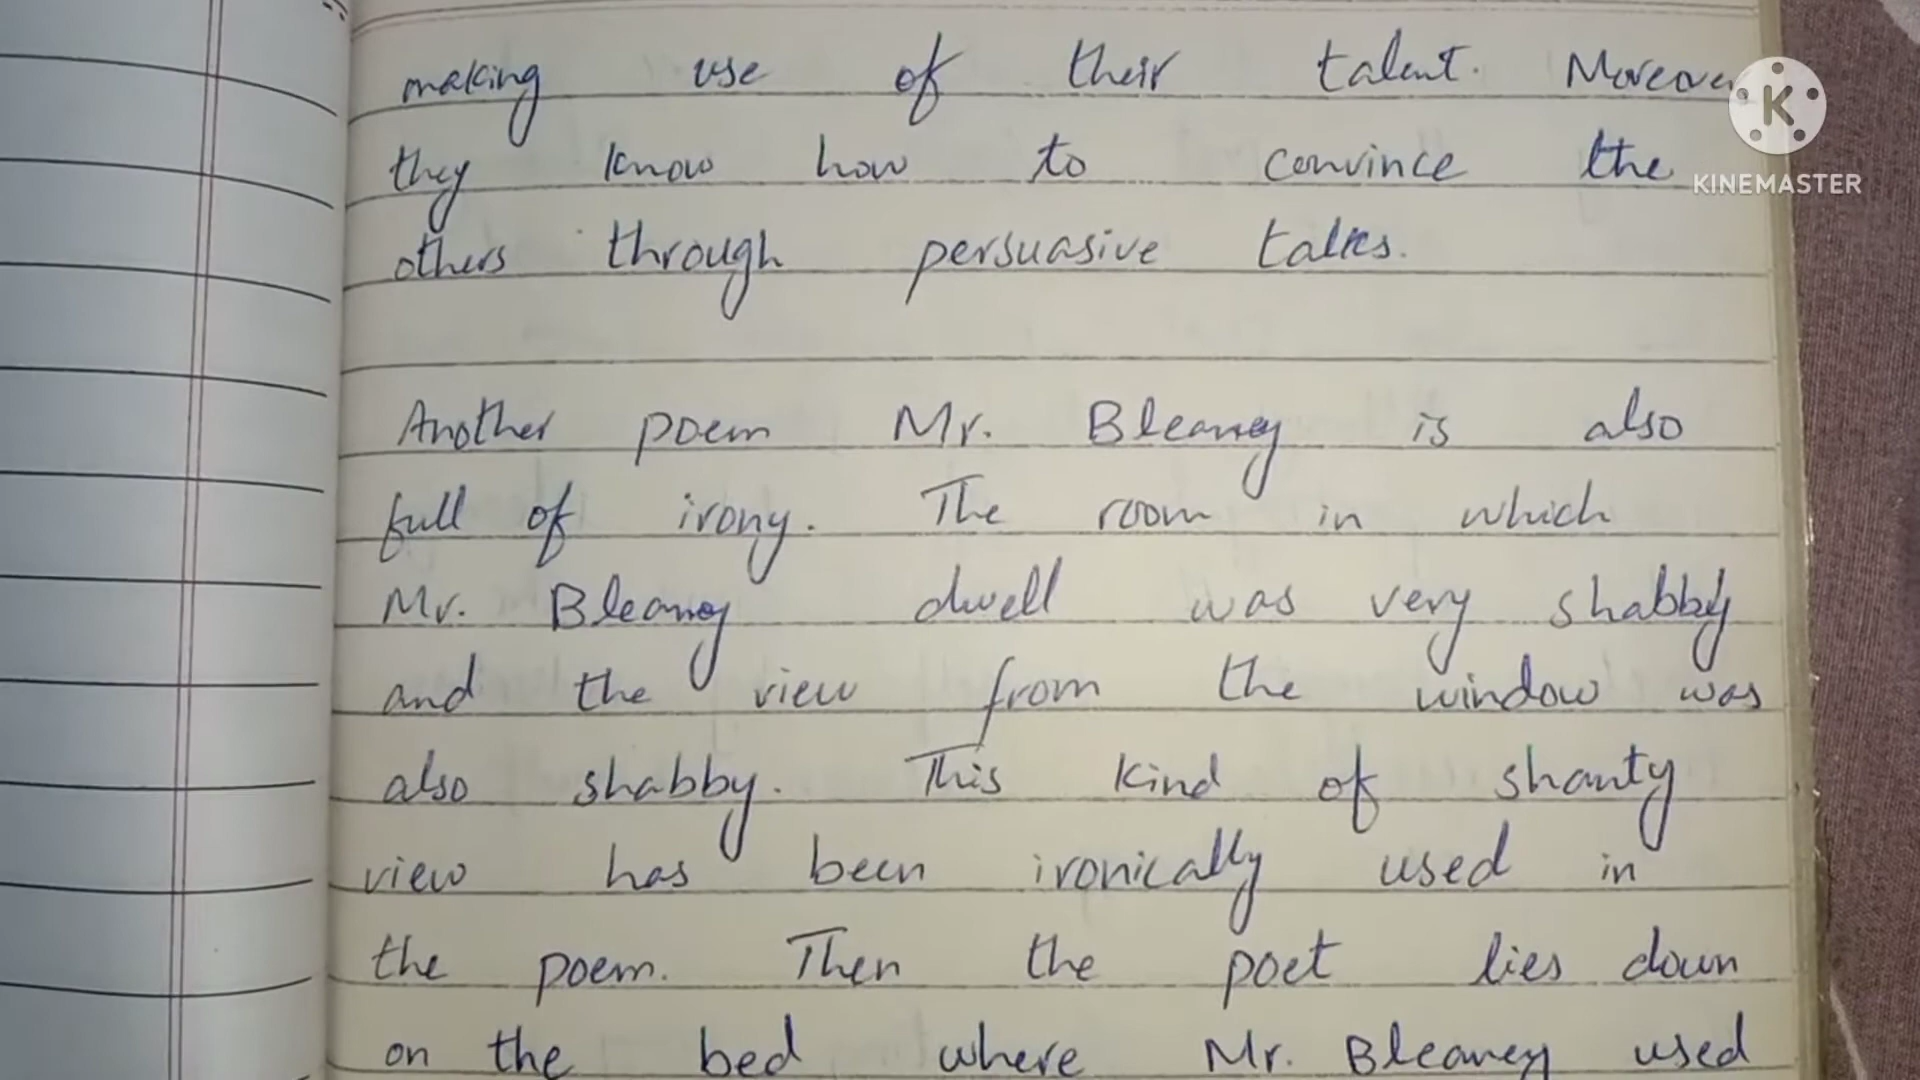 making use of their talent. Moreover
they know how to convince the
others through persuasive talks.
Another poem Mr. Bleaney is also
full of irony. The room in which
Mr. Bleaney dwell was very shabby
and the view from the window was
also shabby. This kind of shanty
view has been ironically used in
the poem. Then the poet lies down
on the bed where Mr. Bleaney used
K
KINEMASTER